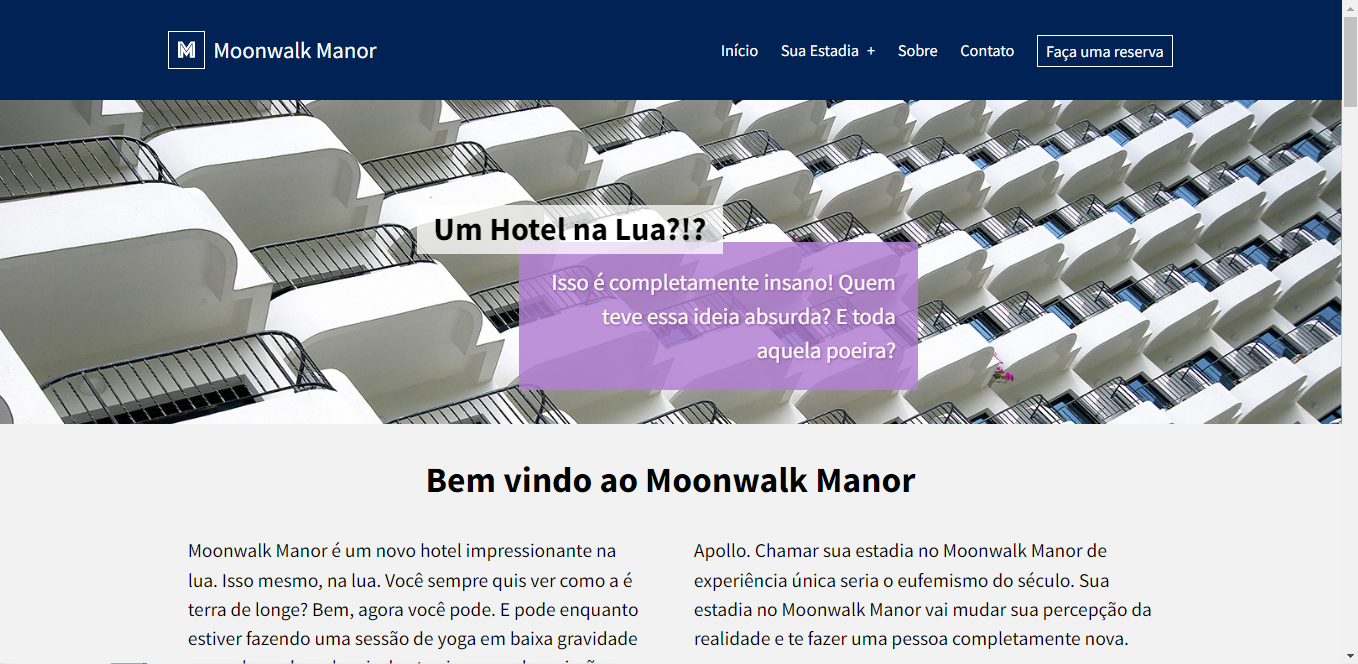 M Moonwalk Manor
Início Sua Estadia + Sobre Contato Faça uma reserva
Um Hotel na Lua?!?
Isso é completamente insano! Quem
teve essa ideia absurda? E toda
aquela poeira?
Bem vindo ao Moonwalk Manor
Moonwalk Manor é um novo hotel impressionante na
lua. Isso mesmo, na lua. Você sempre quis ver como a é
terra de longe? Bem, agora você pode. E pode enquanto
estiver fazendo uma sessão de yoga em baixa gravidade
Apollo. Chamar sua estadia no Moonwalk Manor de
experiência única seria o eufemismo do século. Sua
estadia no Moonwalk Manor vai mudar sua percepção da
realidade e te fazer uma pessoa completamente nova.